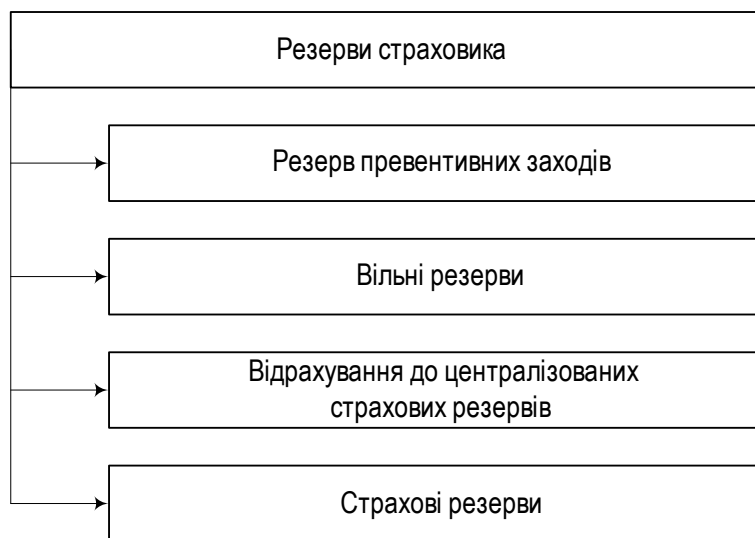 Резерви страховика
Резерв превентивних заходів
Вільні резерви
Відрахування до централізованих
страхових резервів
Страхові резерви